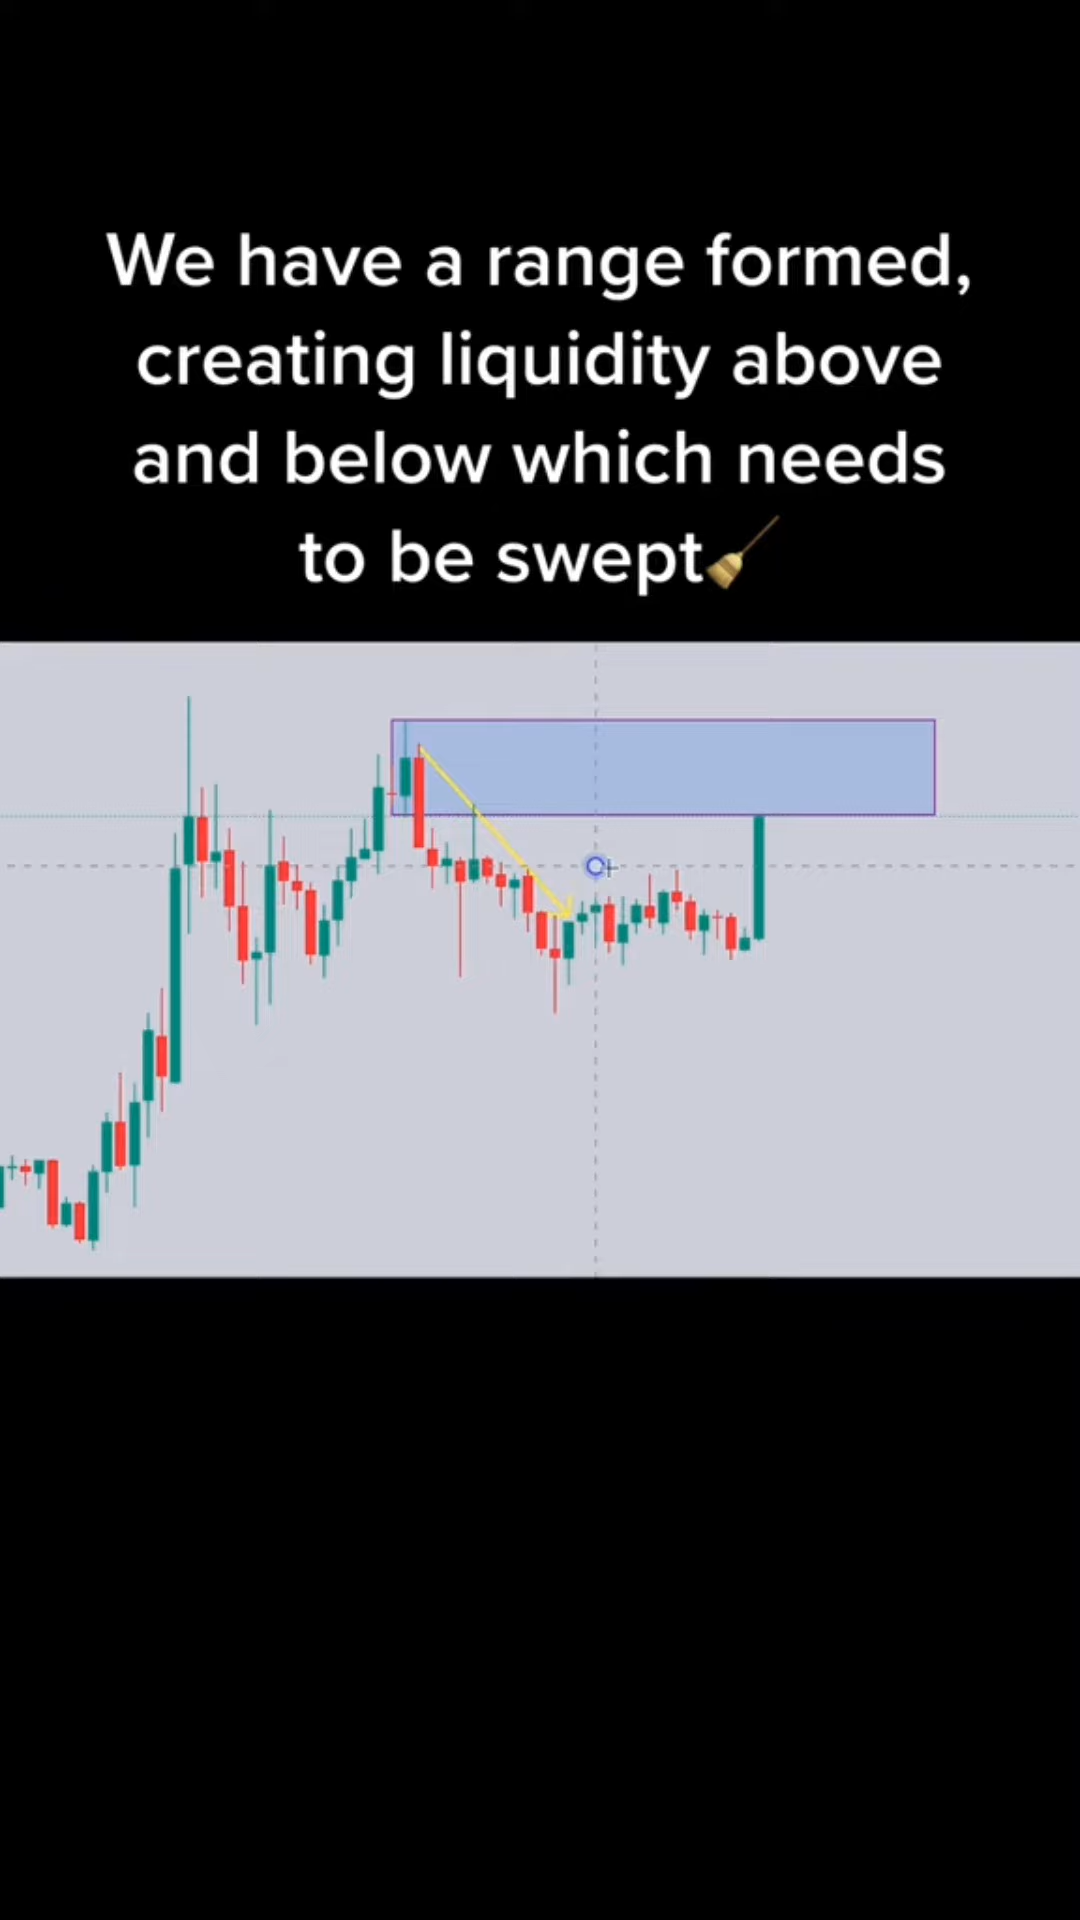 We have a range formed,
creating liquidity above
and below which needs
to be swept🧹